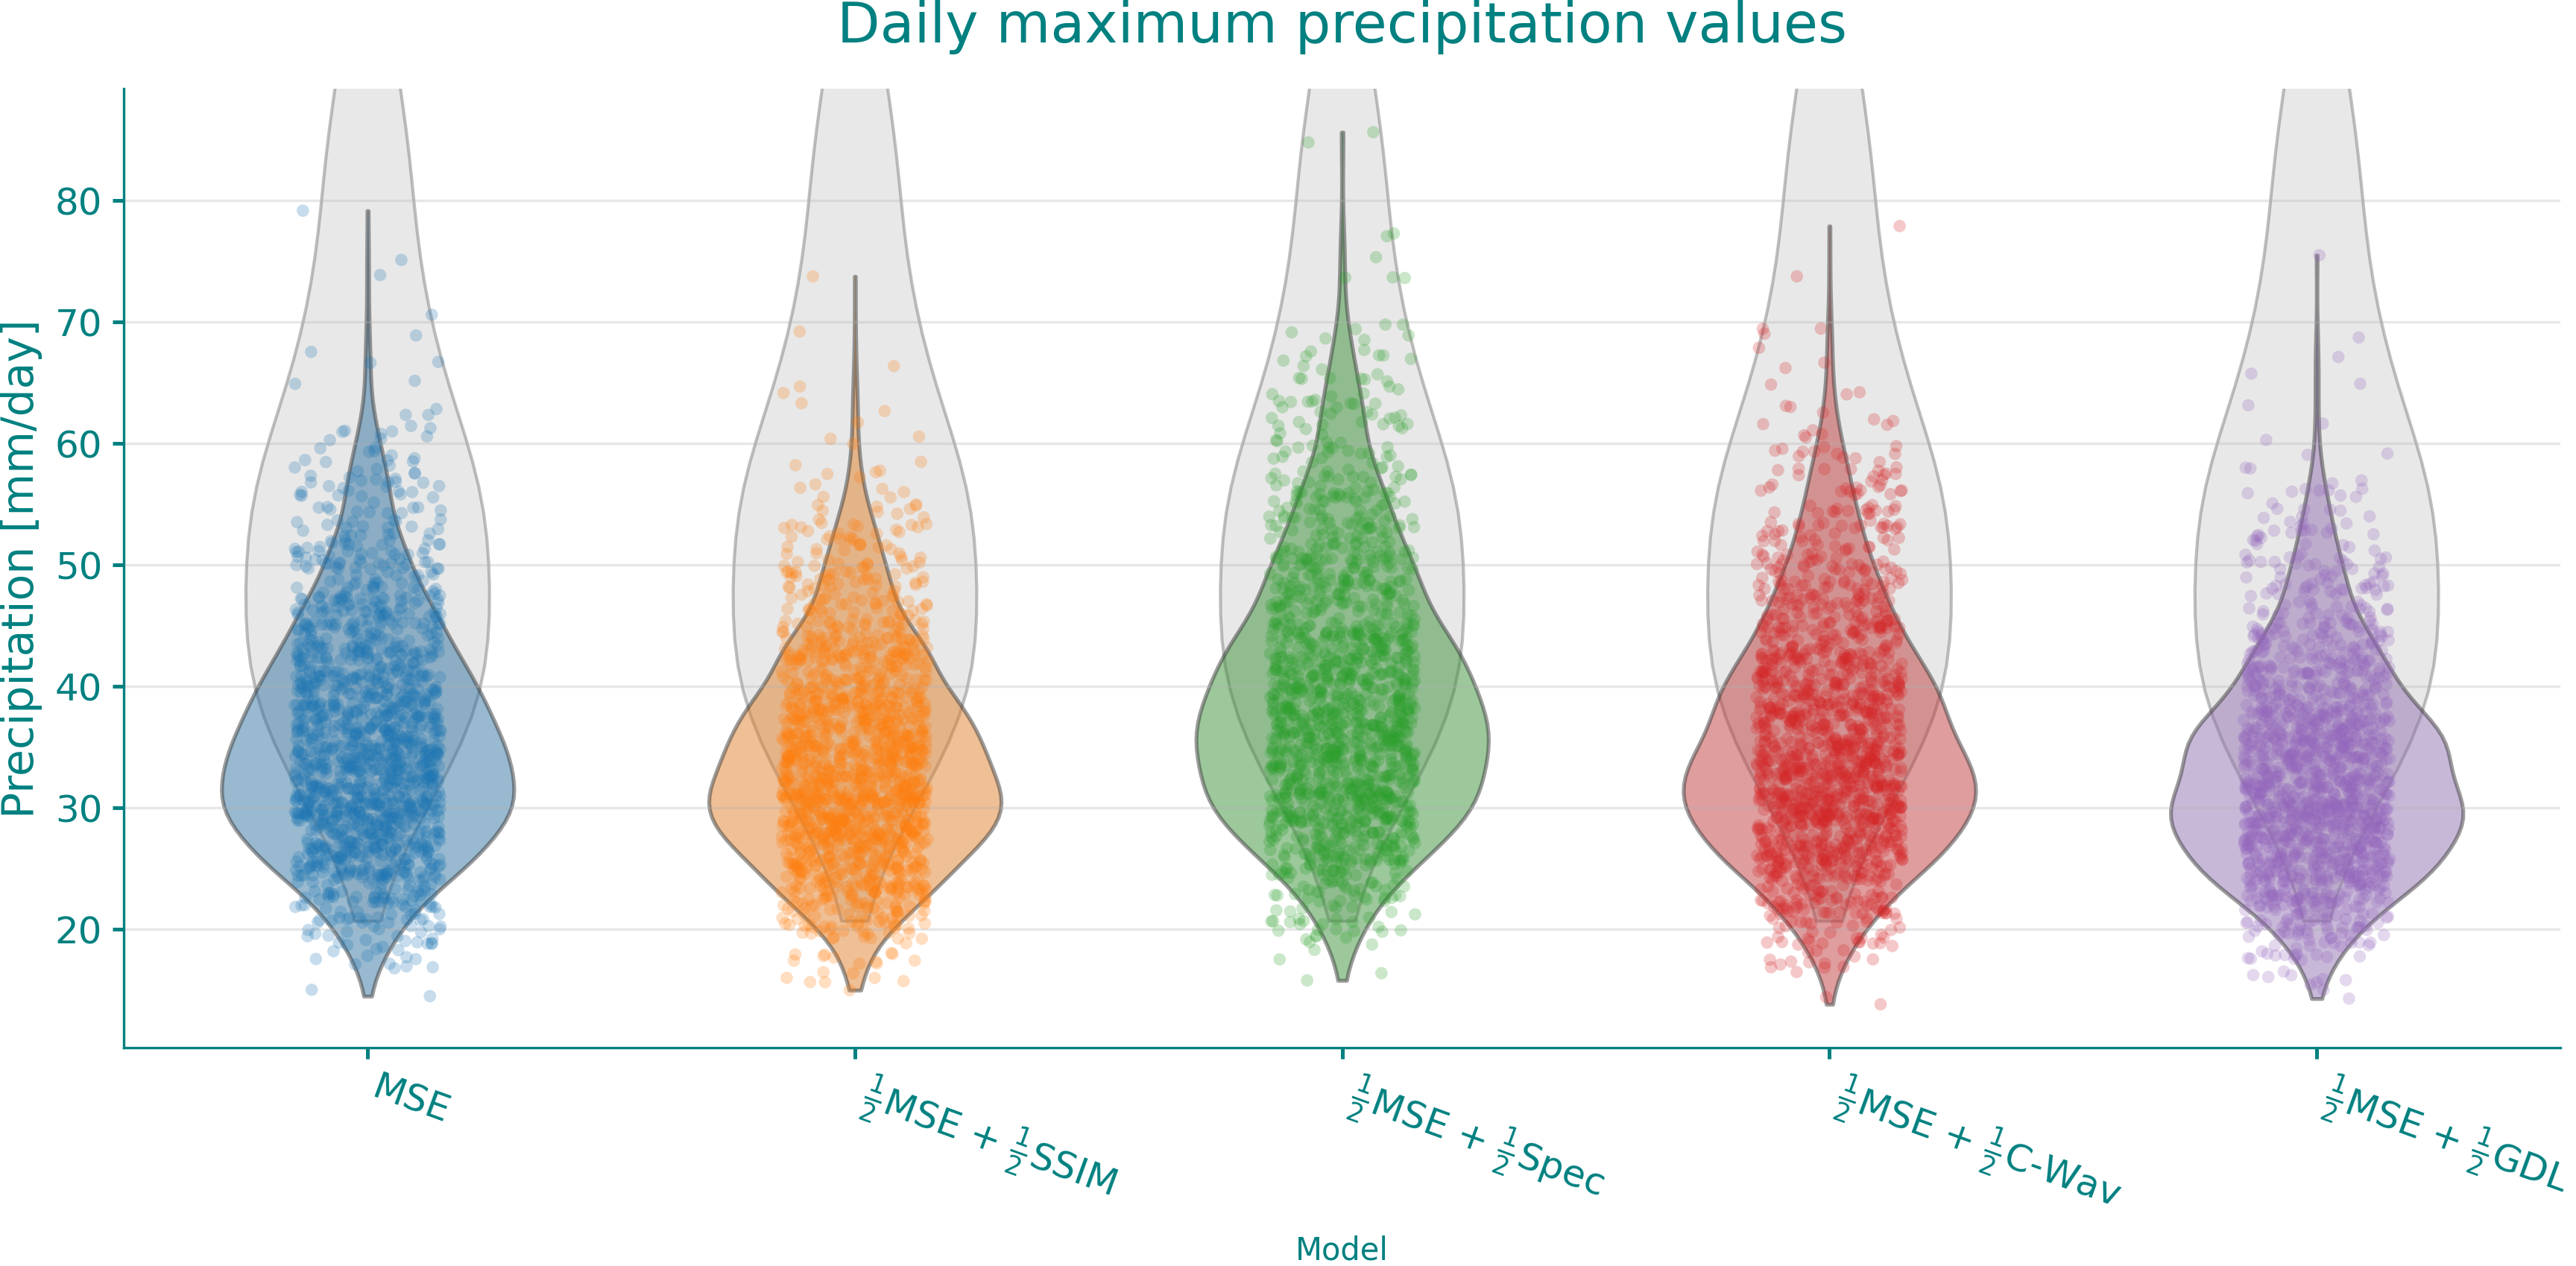 Daily maximum precipitation values
Precipitation [mm/day]
80
70
60
50
40
30
20
MSE
½MSE + ½SSIM
½MSE + ½Spec
½MSE + ½C-Wav
½MSE + ½GDL
Model